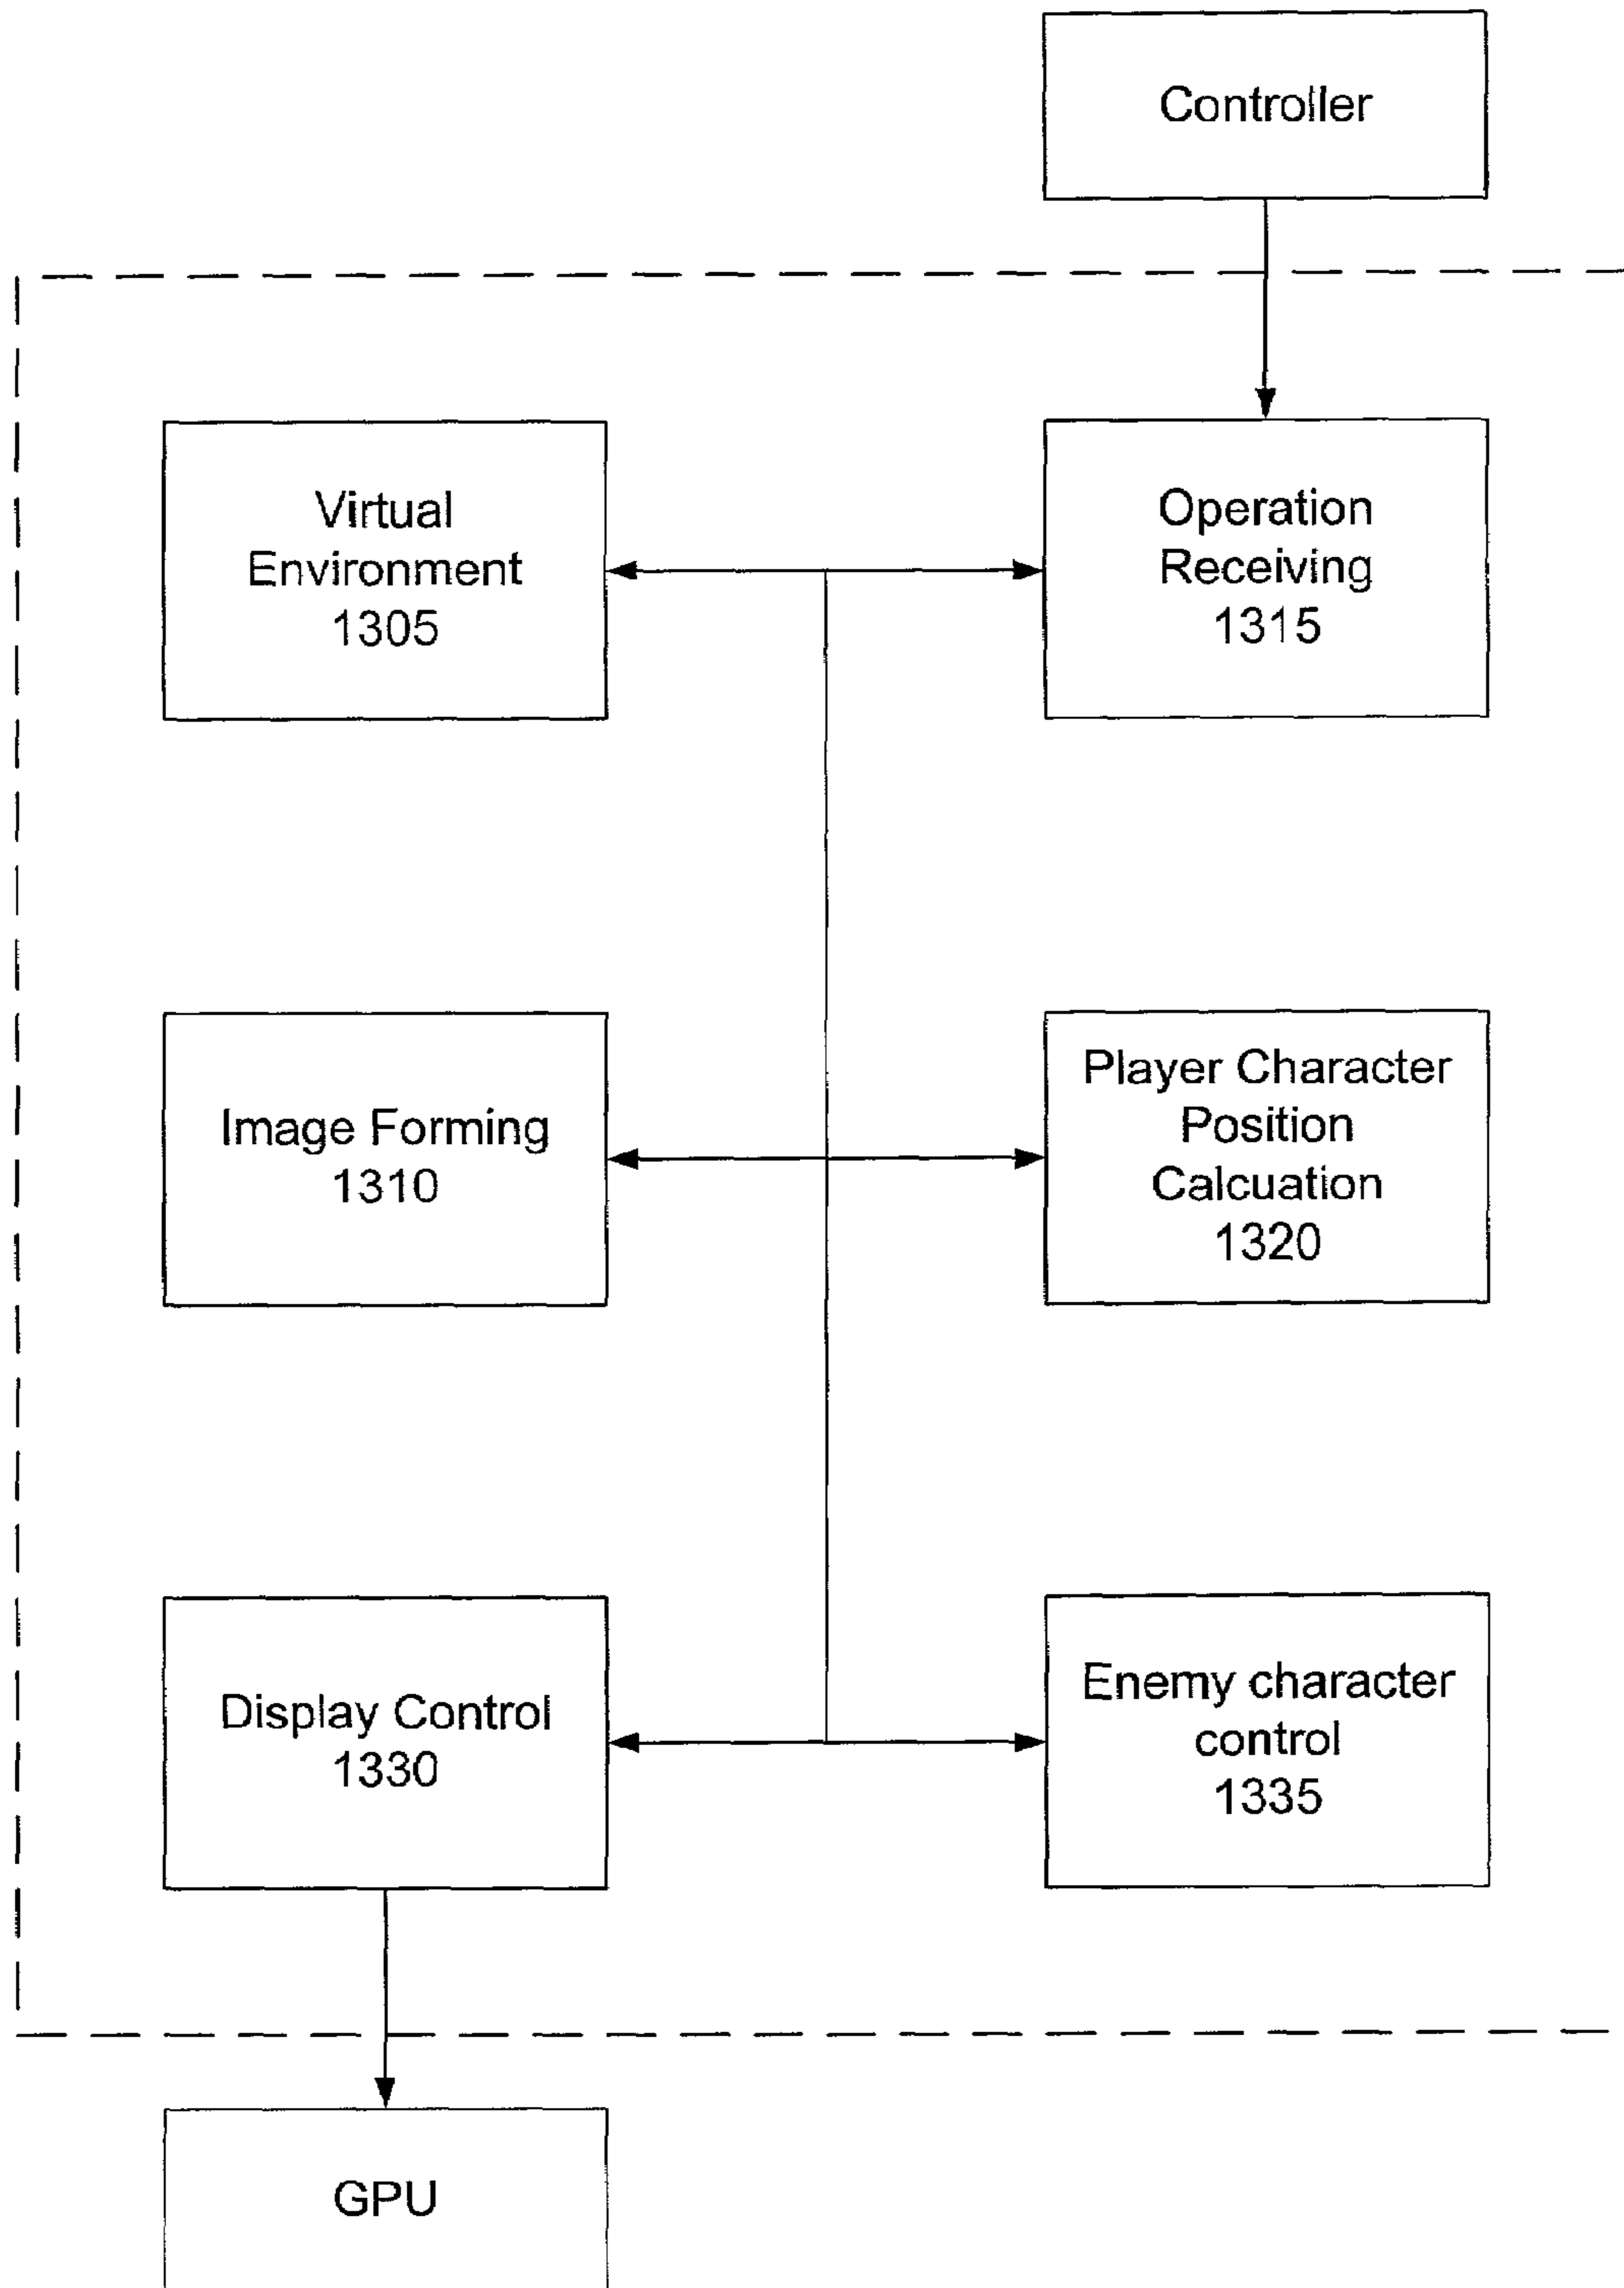 Controller
Virtual
Environment
1305
Operation
Receiving
1315
Image Forming
1310
Player Character
Position
Calcuation
1320
Display Control
1330
Enemy character
control
1335
GPU